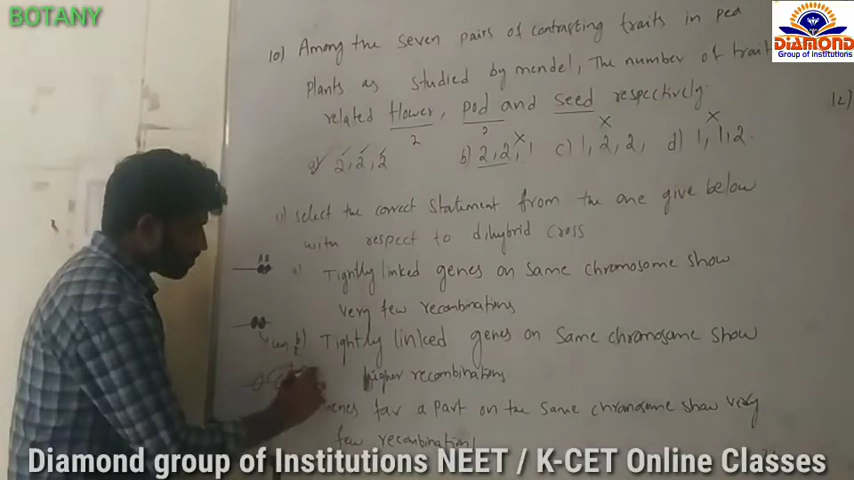 BOTANY
DIAMOND
Group of Institutions
10) Among the seven pairs of contrasting traits in pea
plants as studied by mendel, The number of trait
related flower, pod and seed respectively.
2 2
a) 2, 2, 2 b) 2, 2, 1 c) 1, 2, 2, d) 1, 1, 2.
12)
11) select the correct statement from the one give below
with respect to dihybrid cross
a) Tightly linked genes on same chromosome show
very few recombinations
b) Tightly linked genes on same chromosome show
higher recombinations
genes far a part on the same chromosome show very
few recombination
Diamond group of Institutions NEET / K-CET Online Classes